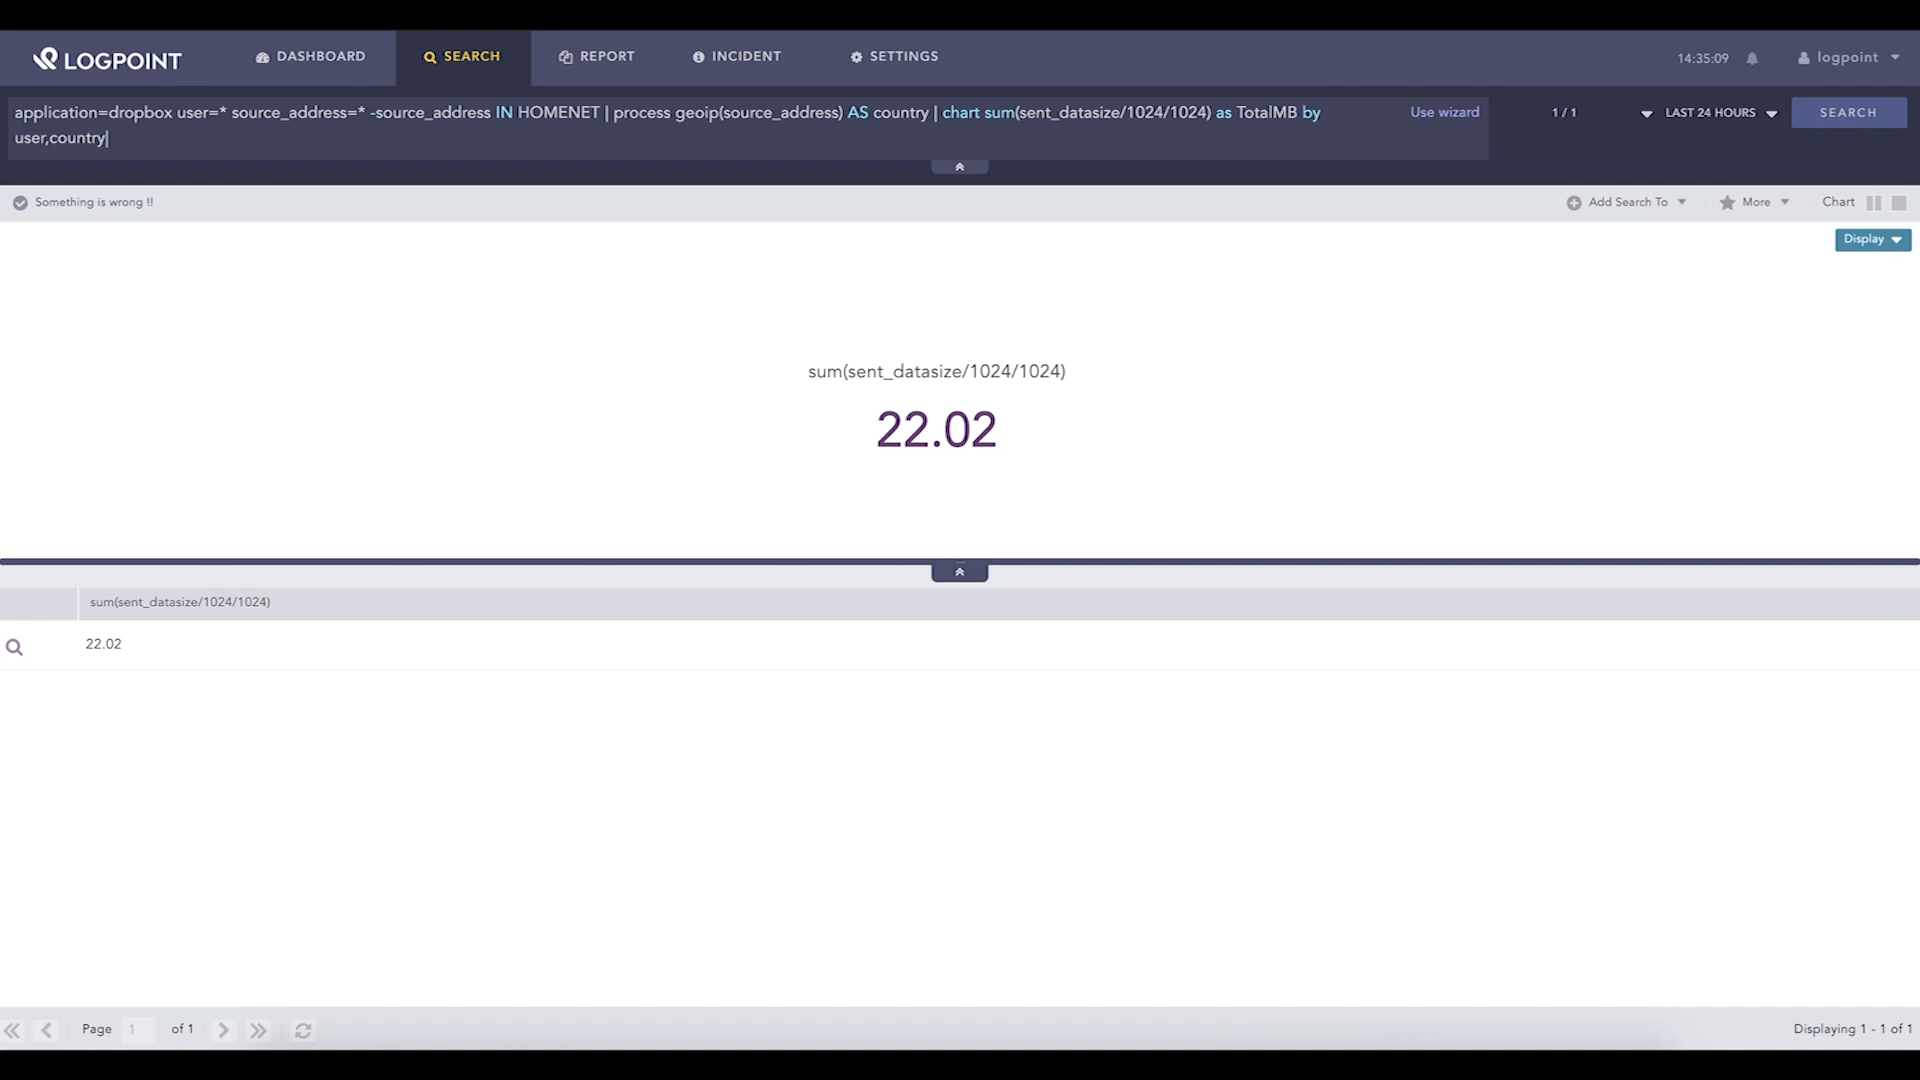 LOGPOINT
DASHBOARD
SEARCH
REPORT
INCIDENT
SETTINGS
14:35:09
logpoint
application=dropbox user=* source_address=* -source_address IN HOMENET | process geoip(source_address) AS country | chart sum(sent_datasize/1024/1024) as TotalMB by
user,country
Use wizard
1 / 1
LAST 24 HOURS
SEARCH
Something is wrong !!
Add Search To
More
Chart
Display
sum(sent_datasize/1024/1024)
22.02
sum(sent_datasize/1024/1024)
22.02
Page 1 of 1
Displaying 1 - 1 of 1